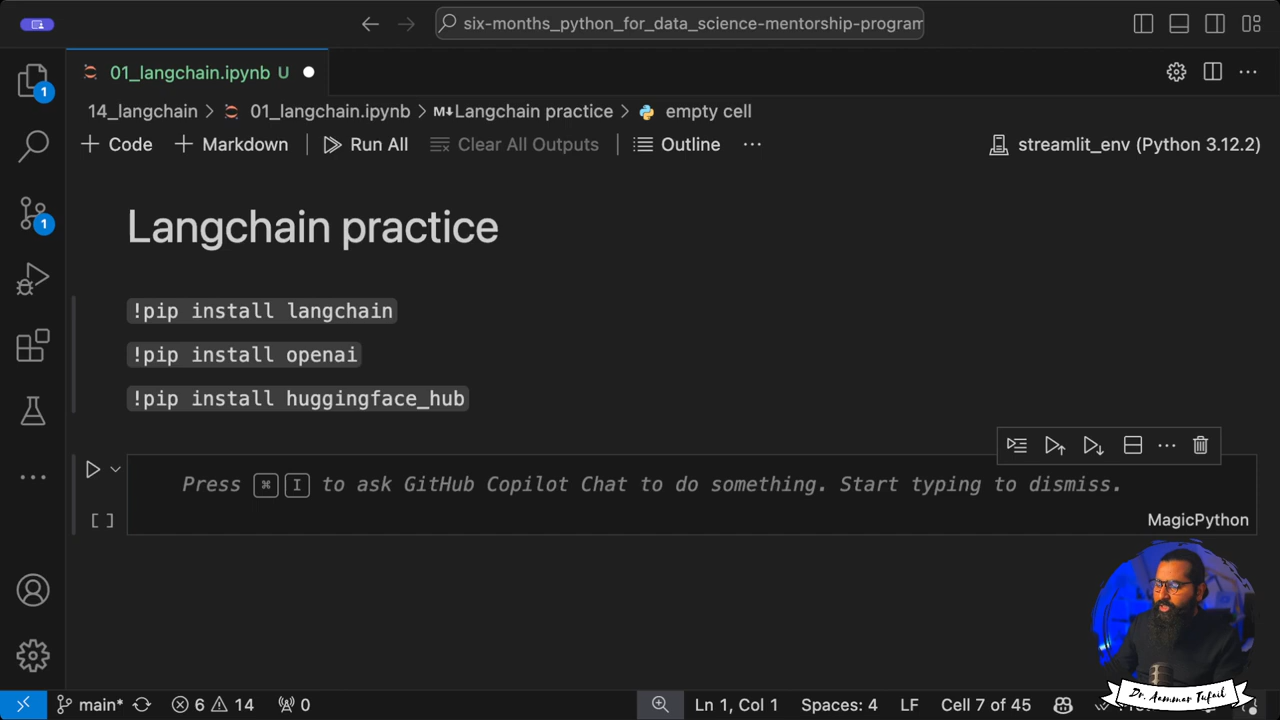 six-months_python_for_data_science-mentorship-program
01_langchain.ipynb U
14_langchain > 01_langchain.ipynb > M↓Langchain practice > empty cell
+ Code + Markdown Run All Clear All Outputs Outline ...
streamlit_env (Python 3.12.2)
1
1
Langchain practice
!pip install langchain
!pip install openai
!pip install huggingface_hub
Press ⌘ I to ask GitHub Copilot Chat to do something. Start typing to dismiss.
[ ]
MagicPython
Dr. Aammar Tufail
main* 6 14 0 Ln 1, Col 1 Spaces: 4 LF Cell 7 of 45